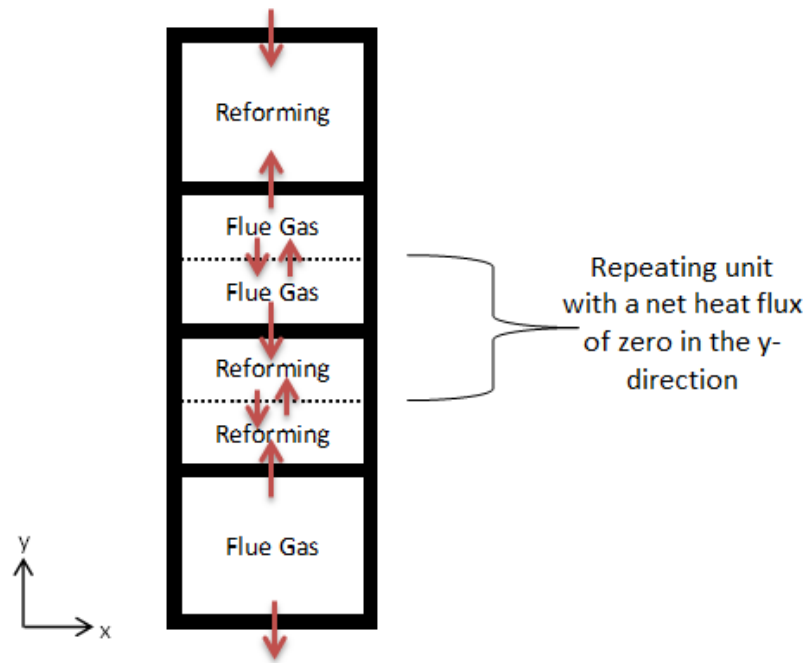 Reforming
Flue Gas
Flue Gas
Reforming
Reforming
Flue Gas
Repeating unit
with a net heat flux
of zero in the y-
direction
y
x